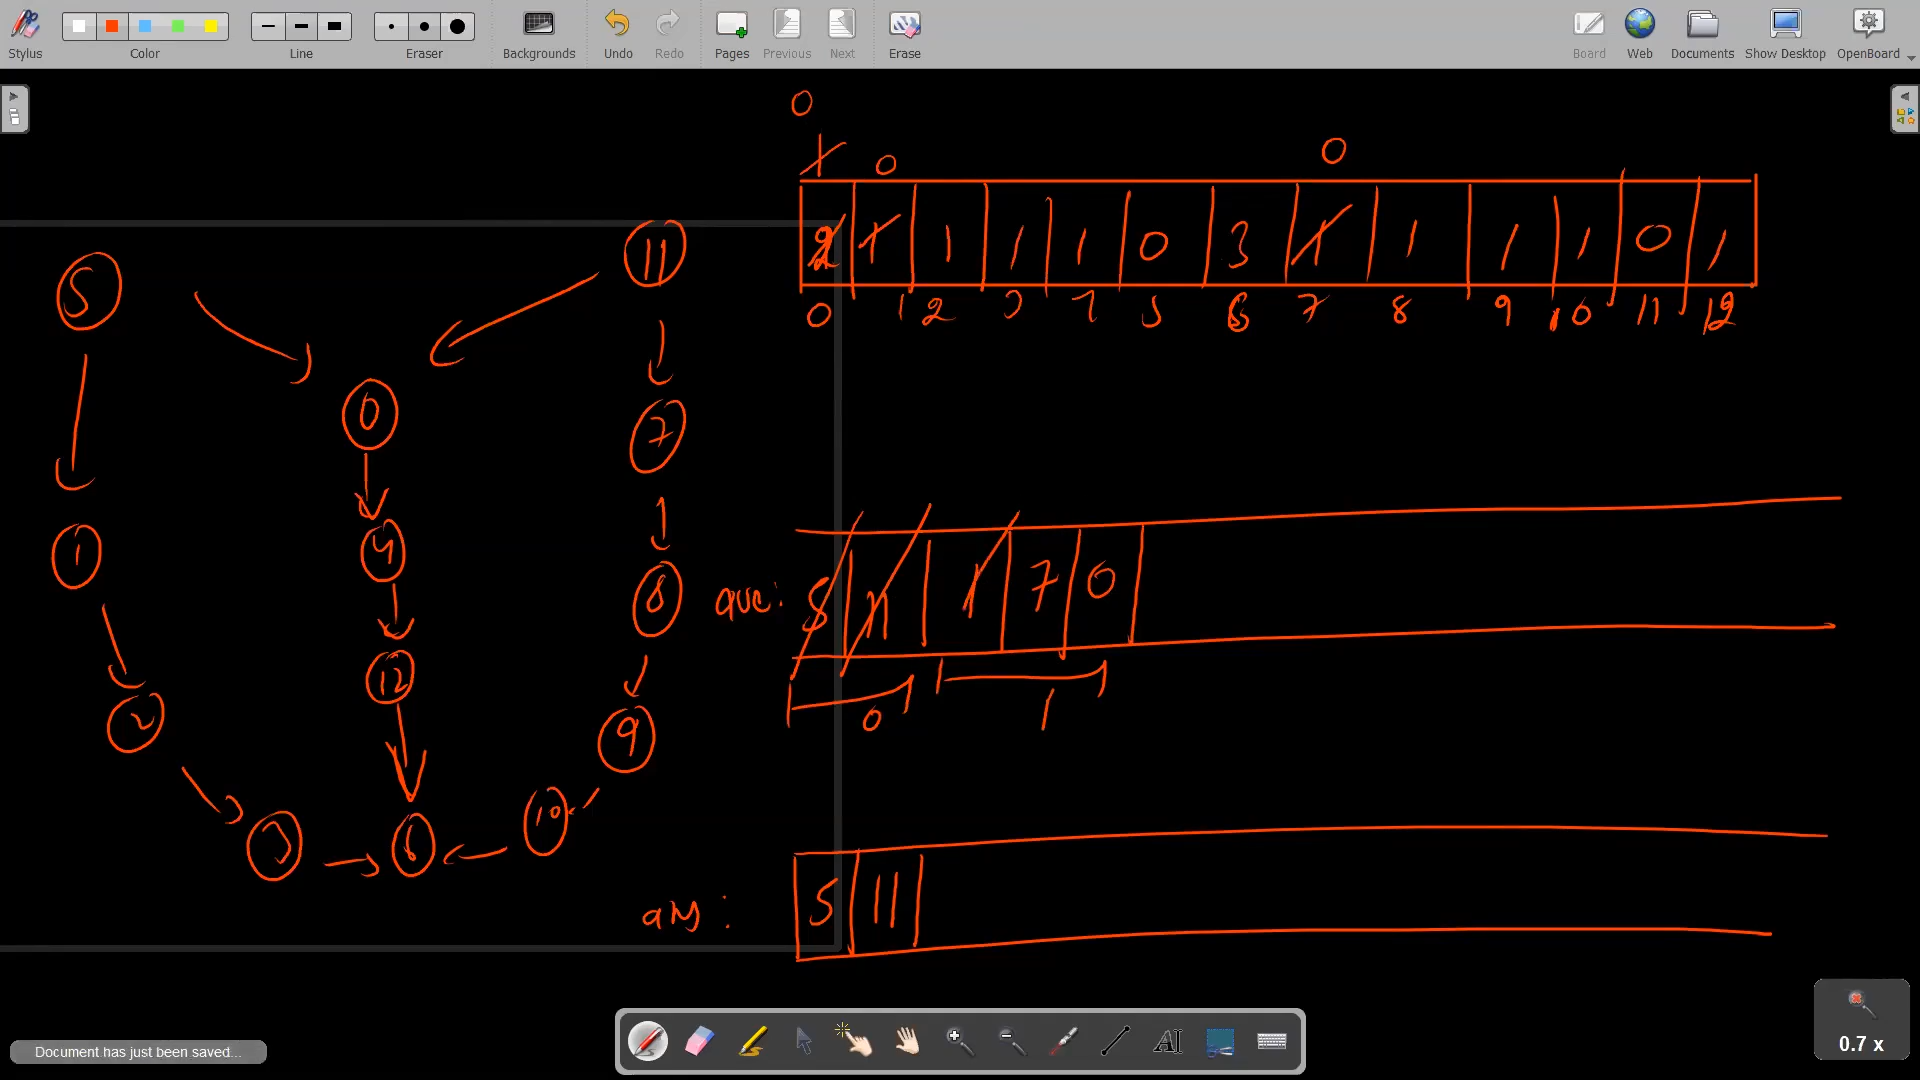 Stylus Color Line Eraser Backgrounds Undo Redo Pages Previous Next Erase Board Web Documents Show Desktop OpenBoard
0
1 0 0
2 1 1 1 1 0 3 1 1 1 1 0 1
0 1 2 3 4 5 6 7 8 9 10 11 12
5 11
0
7
1 4
8
12
2 9
3 6 10
que: 5 11 1 7 0
0 1
ans: 5 11
Document has just been saved...
0.7 x